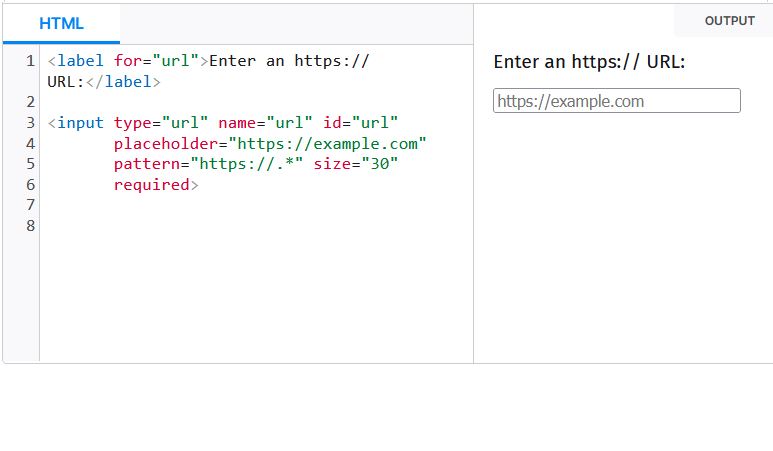 HTML
OUTPUT
1 <label for="url">Enter an https://
URL:</label>
2
3 <input type="url" name="url" id="url"
4 placeholder="https://example.com"
5 pattern="https://.*" size="30"
6 required>
7
8
Enter an https:// URL:
https://example.com